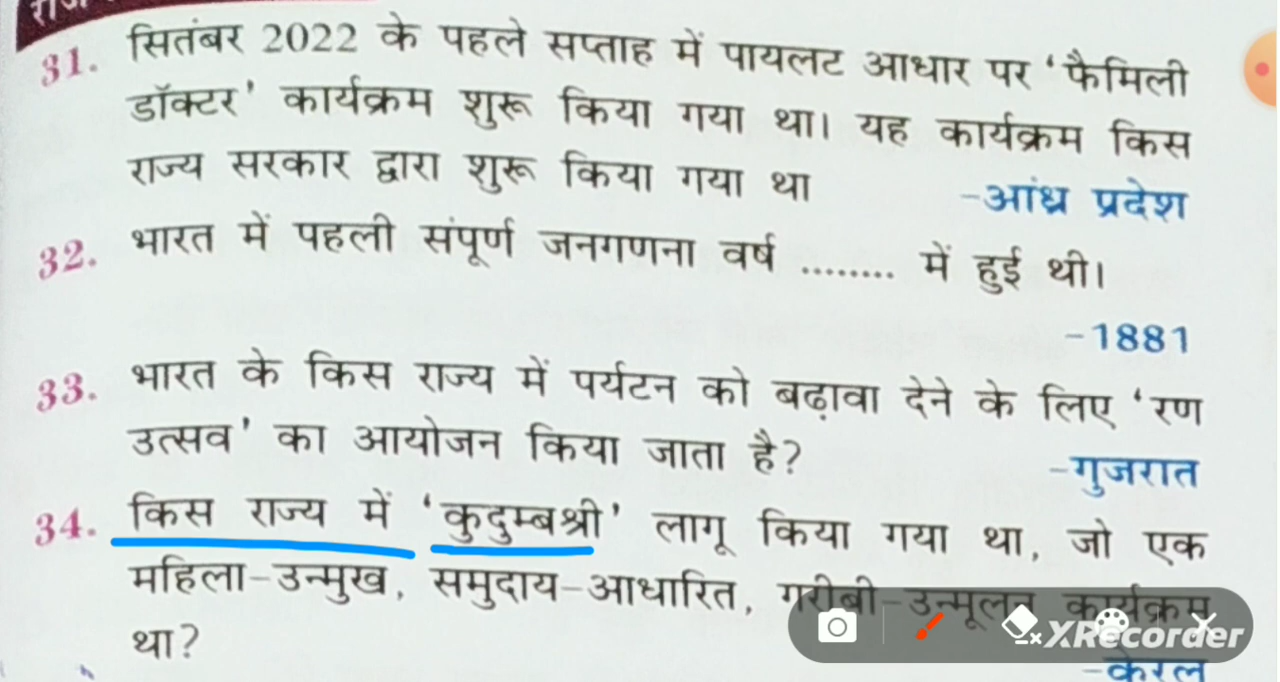 31. सितंबर 2022 के पहले सप्ताह में पायलट आधार पर ‘फैमिली
डॉक्टर’ कार्यक्रम शुरू किया गया था। यह कार्यक्रम किस
राज्य सरकार द्वारा शुरू किया गया था -आंध्र प्रदेश
32. भारत में पहली संपूर्ण जनगणना वर्ष ........ में हुई थी।
-1881
33. भारत के किस राज्य में पर्यटन को बढ़ावा देने के लिए ‘रण
उत्सव’ का आयोजन किया जाता है? -गुजरात
34. किस राज्य में ‘कुदुम्बश्री’ लागू किया गया था, जो एक
महिला-उन्मुख, समुदाय-आधारित, गरीबी-उन्मूलन कार्यक्रम
था?
XRecorder
-केरल